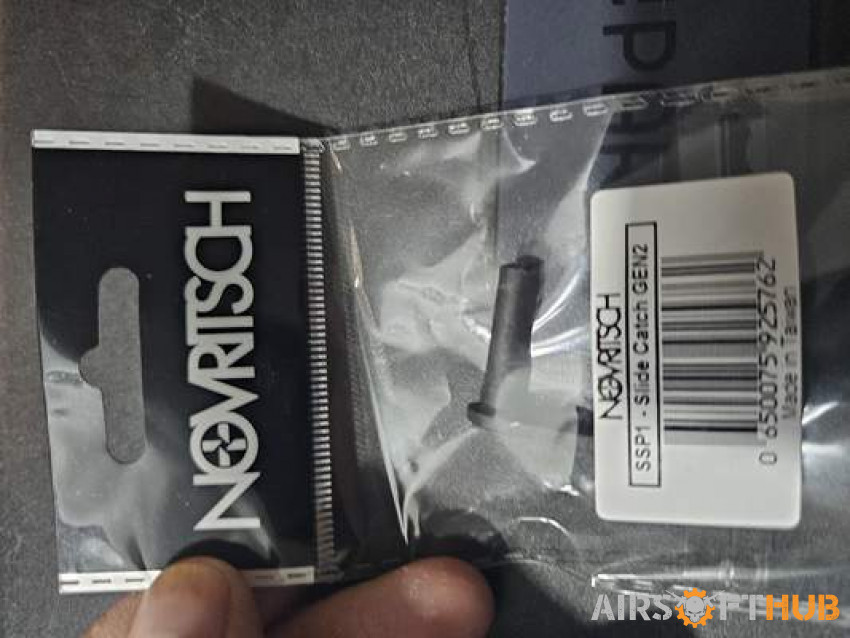 NOVRITSCH
NOVRITSCH
SSP1 - Slide Catch GEN2
0 650075 925762
Made in Taiwan
AIRSOFTHUB